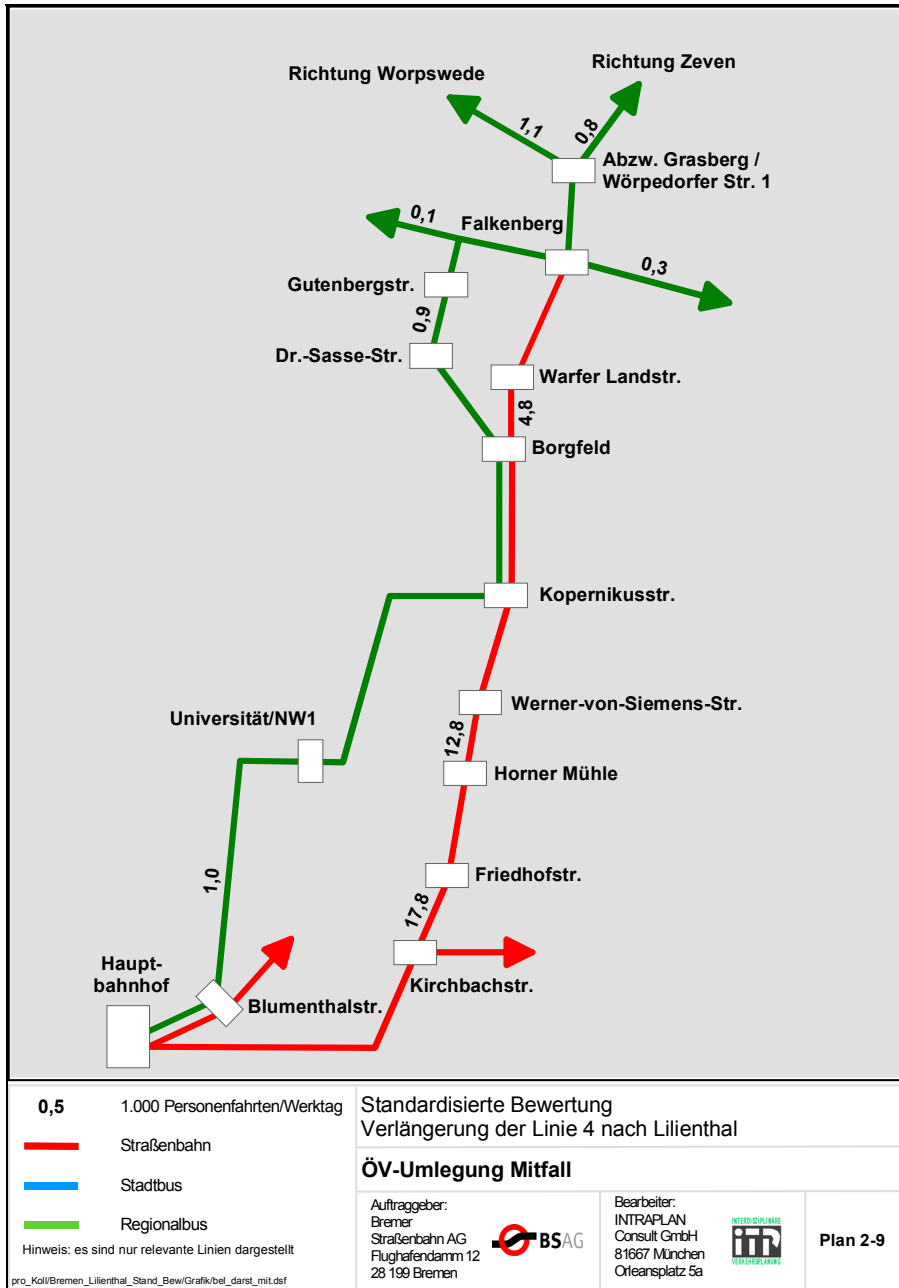 Richtung Zeven
Richtung Worpswede
1,1
0,8
Abzw. Grasberg /
Wörpedorfer Str. 1
0,1
Falkenberg
0,3
Gutenbergstr.
0,9
Dr.-Sasse-Str.
Warfer Landstr.
4,8
Borgfeld
Kopernikusstr.
Werner-von-Siemens-Str.
Universität/NW1
12,8
Horner Mühle
1,0
Friedhofstr.
17,8
Haupt-
bahnhof
Kirchbachstr.
Blumenthalstr.
0,5 1.000 Personenfahrten/Werktag
Straßenbahn
Stadtbus
Regionalbus
Hinweis: es sind nur relevante Linien dargestellt
pro_Koll/Bremen_Lilienthal_Stand_Bew/Grafik/bel_darst_mit.dsf
Standardisierte Bewertung
Verlängerung der Linie 4 nach Lilienthal
ÖV-Umlegung Mitfall
Auftraggeber:
Bremer
Straßenbahn AG
Flughafendamm 12
28 199 Bremen
BSAG
Bearbeiter:
INTRAPLAN
Consult GmbH
81667 München
Orleansplatz 5a
INTERDISZIPLINÄRE
iTP
VERKEHRSPLANUNG
Plan 2-9